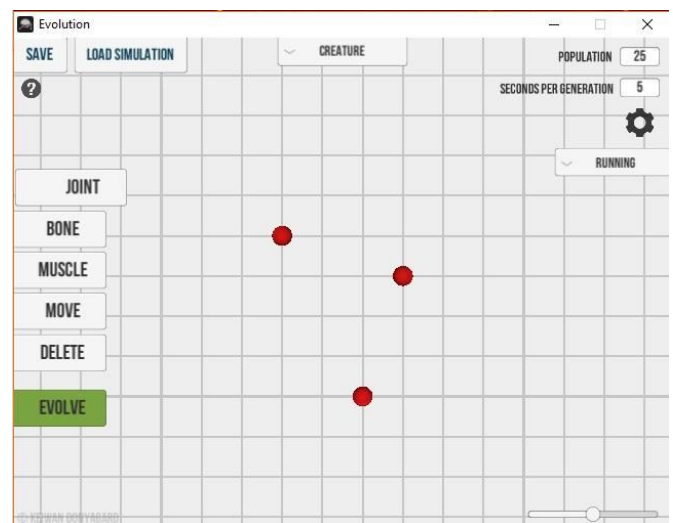 Evolution
SAVE
LOAD SIMULATION
CREATURE
POPULATION 25
?
SECONDS PER GENERATION 5
RUNNING
JOINT
BONE
MUSCLE
MOVE
DELETE
EVOLVE